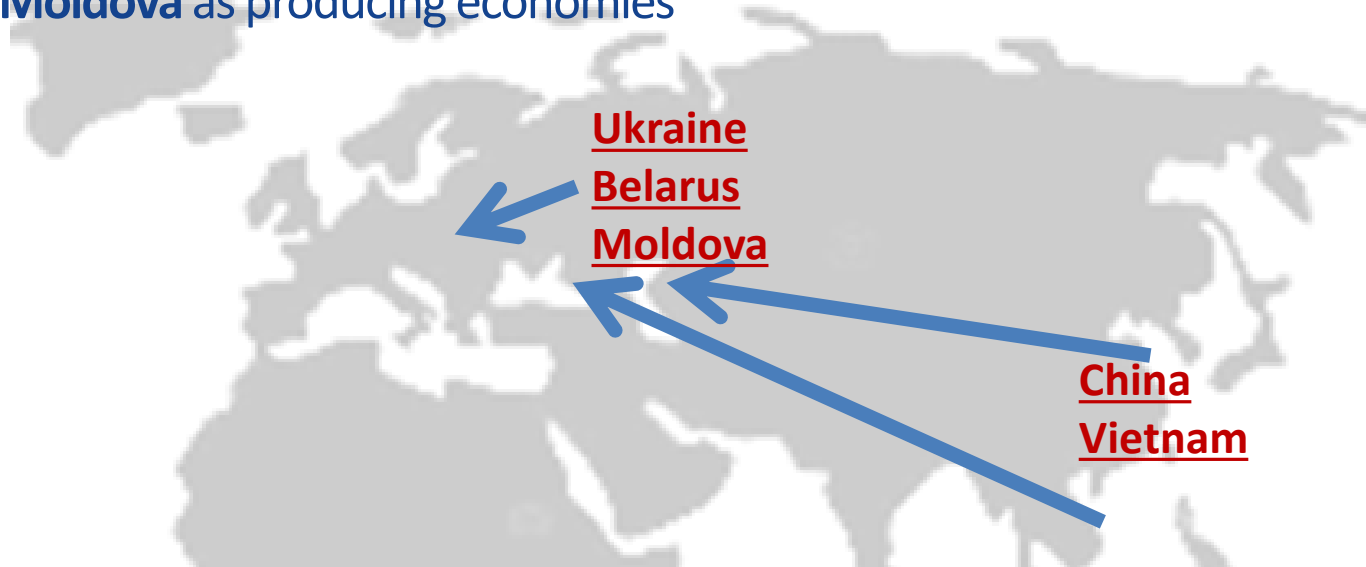 Moldova as producing economies
Ukraine
Belarus
Moldova
China
Vietnam